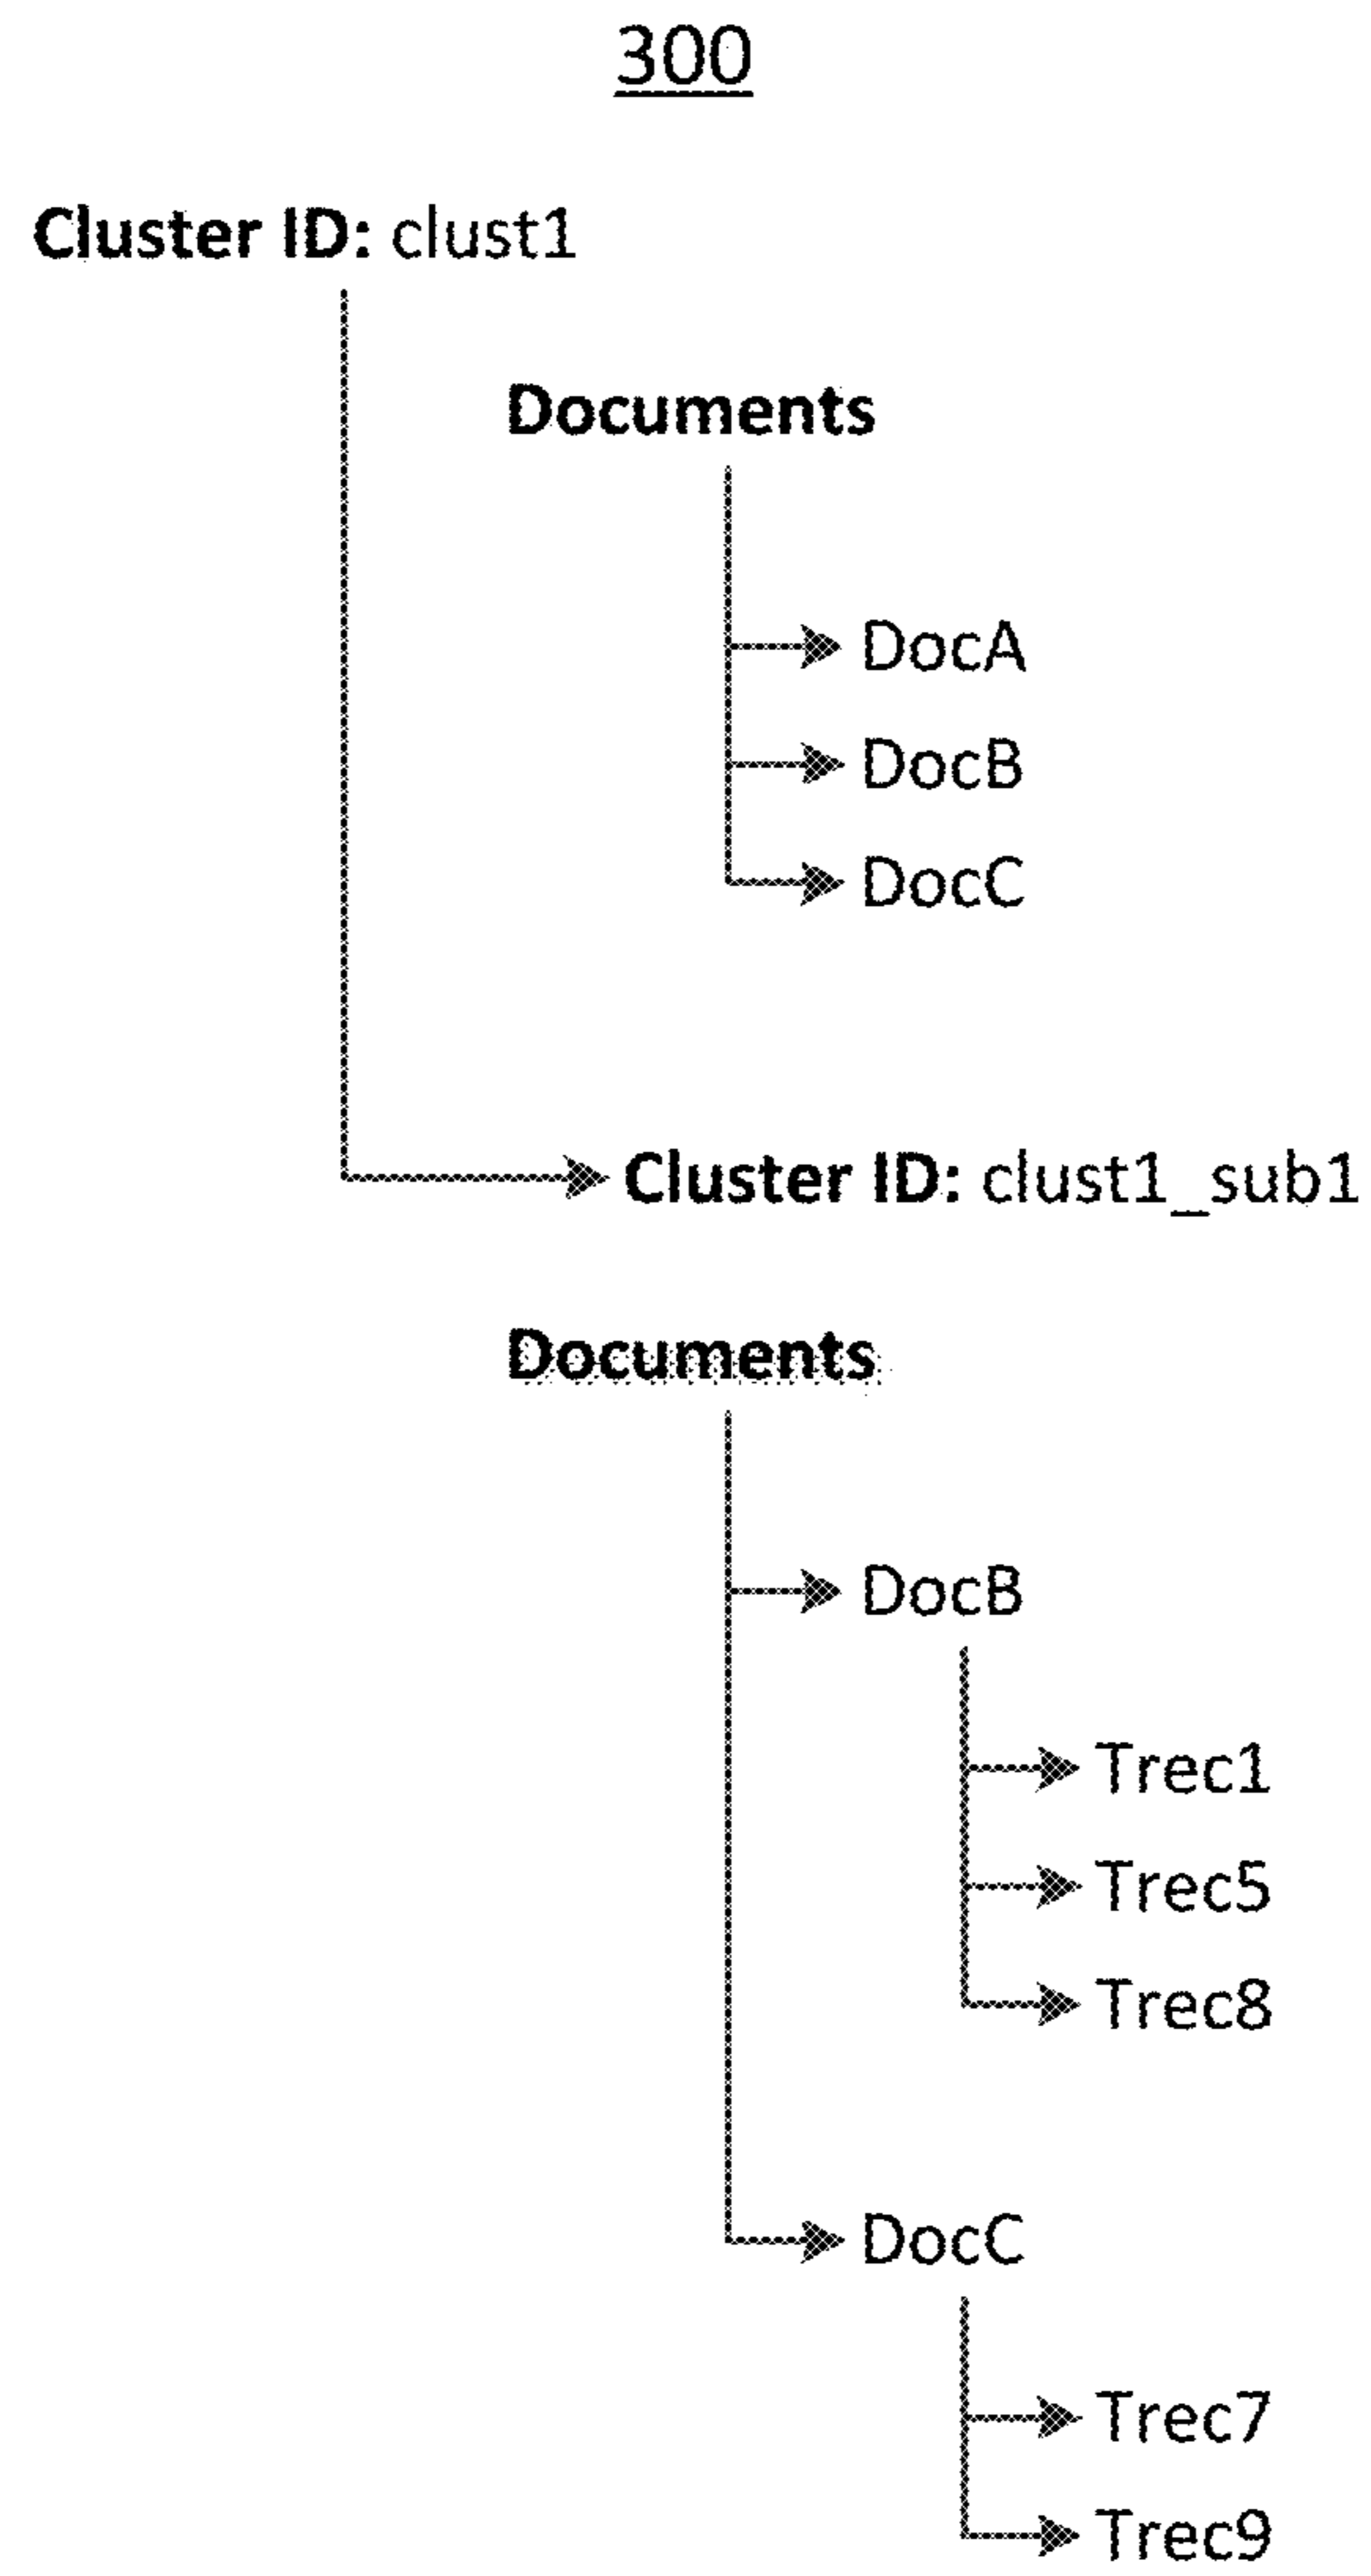 300
Cluster ID: clust1
Documents
DocA
DocB
DocC
Cluster ID: clust1_sub1
Documents
DocB
Trec1
Trec5
Trec8
DocC
Trec7
Trec9